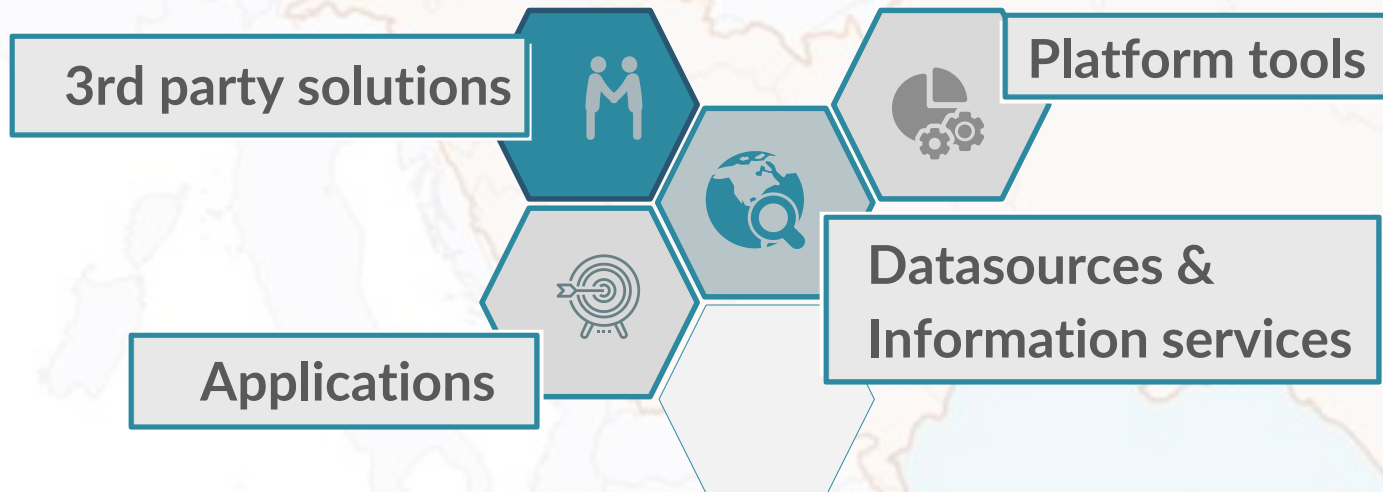 3rd party solutions
Platform tools
Datasources &
Information services
Applications